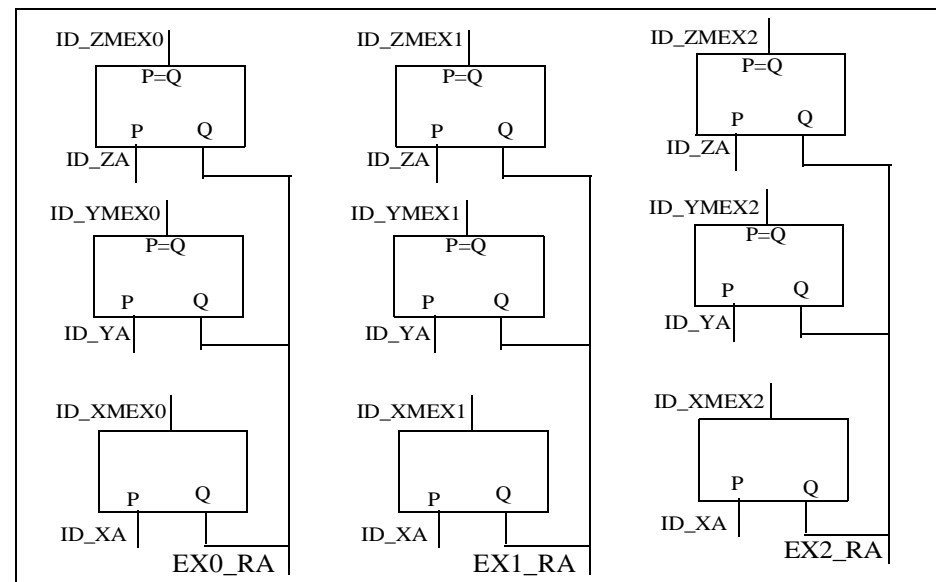 ID_ZMEX0
P=Q
P Q
ID_ZA
ID_YMEX0
P=Q
P Q
ID_YA
ID_XMEX0
P Q
ID_XA
EX0_RA
ID_ZMEX1
P=Q
P Q
ID_ZA
ID_YMEX1
P=Q
P Q
ID_YA
ID_XMEX1
P Q
ID_XA
EX1_RA
ID_ZMEX2
P=Q
P Q
ID_ZA
ID_YMEX2
P=Q
P Q
ID_YA
ID_XMEX2
P Q
ID_XA
EX2_RA